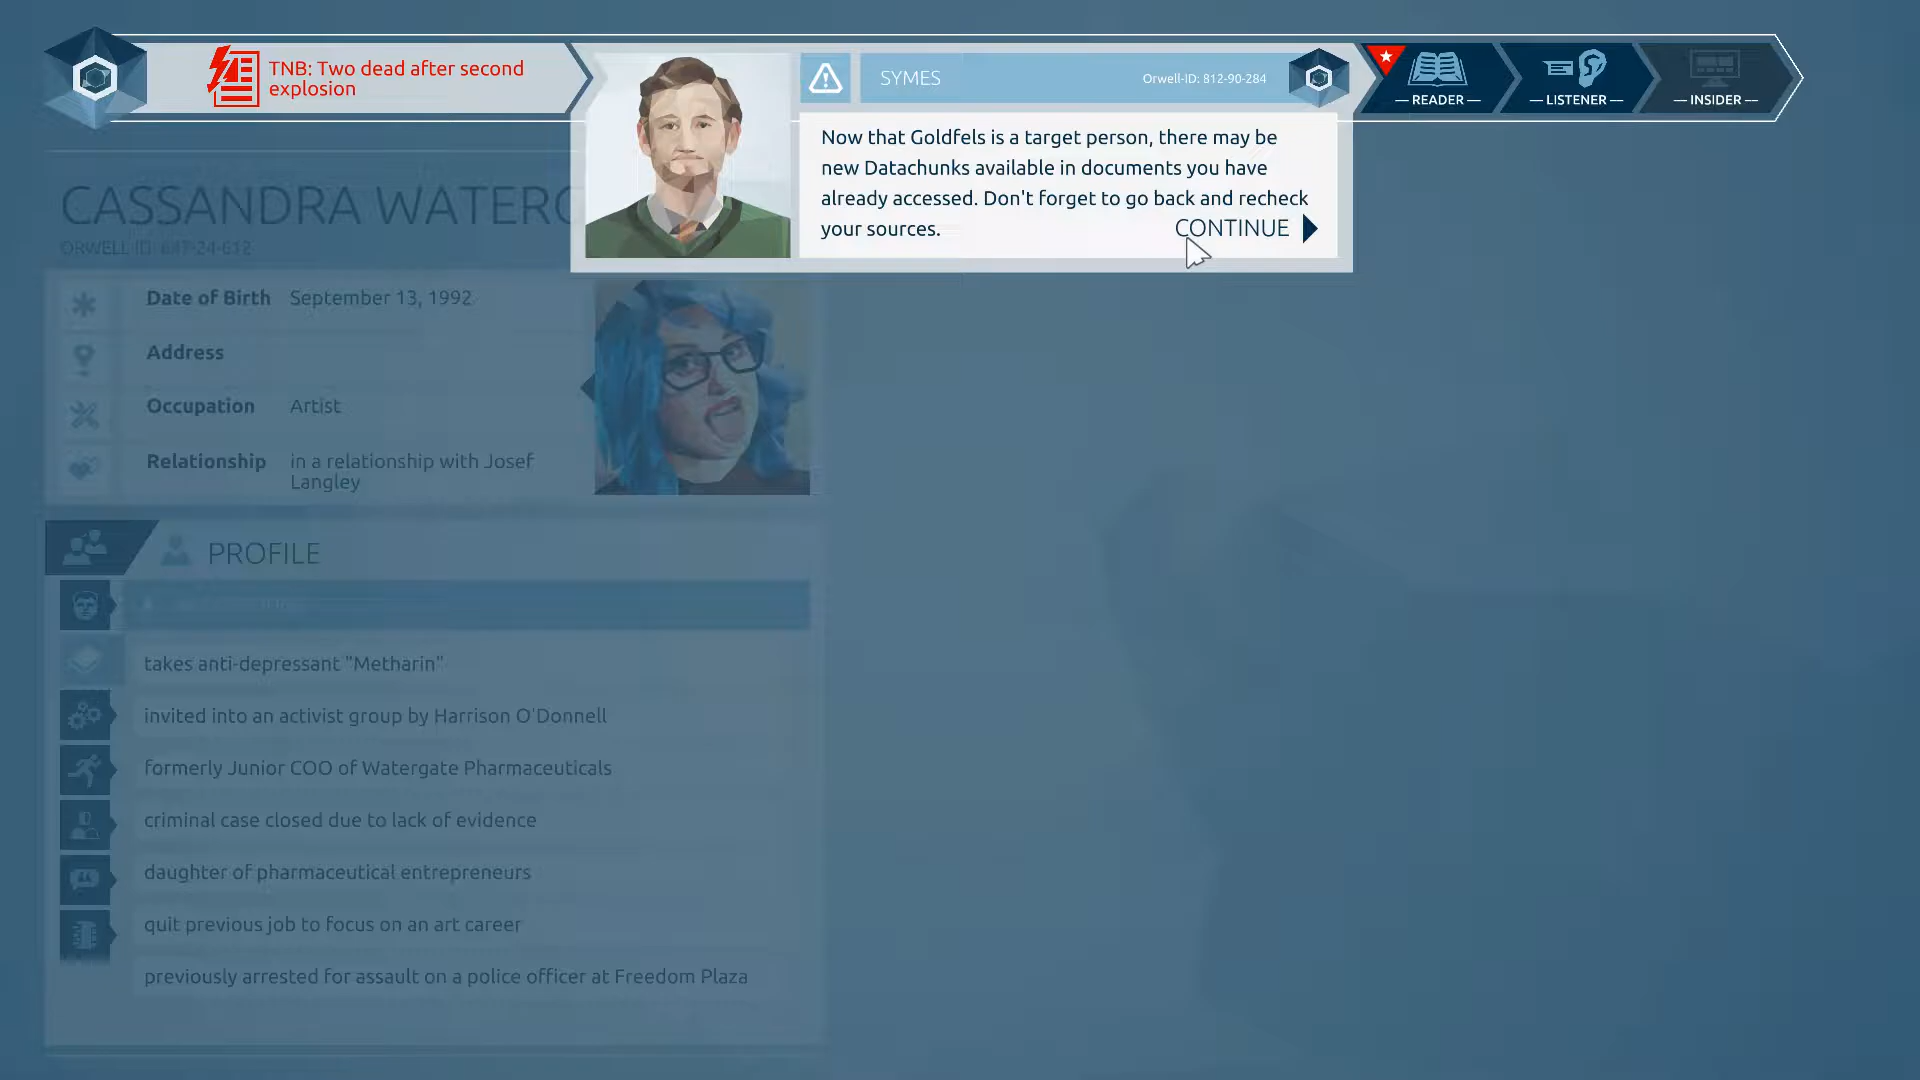 TNB: Two dead after second
explosion
SYMES
Orwell-ID: 812-90-284
Now that Goldfels is a target person, there may be
new Datachunks available in documents you have
already accessed. Don't forget to go back and recheck
your sources.
CONTINUE
— READER —
— LISTENER —
— INSIDER —
CASSANDRA
ORWELL ID: 647-24-612
Date of Birth September 13, 1992
Address
Occupation Artist
Relationship in a relationship with Josef
Langley
PROFILE
takes anti-depressant "Metharin"
invited into an activist group by Harrison O'Donnell
formerly Junior COO of Watergate Pharmaceuticals
criminal case closed due to lack of evidence
daughter of pharmaceutical entrepreneurs
quit previous job to focus on an art career
previously arrested for assault on a police officer at Freedom Plaza